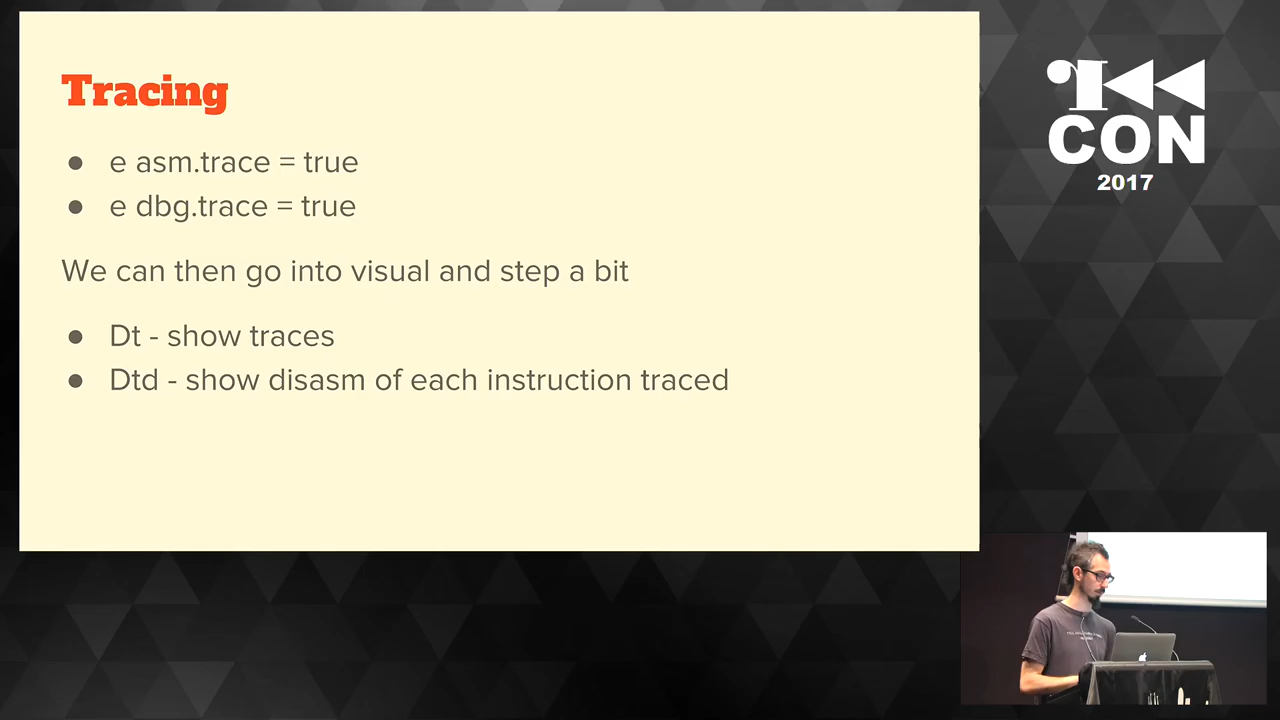 Tracing
● e asm.trace = true
● e dbg.trace = true
We can then go into visual and step a bit
● Dt - show traces
● Dtd - show disasm of each instruction traced
CON
2017